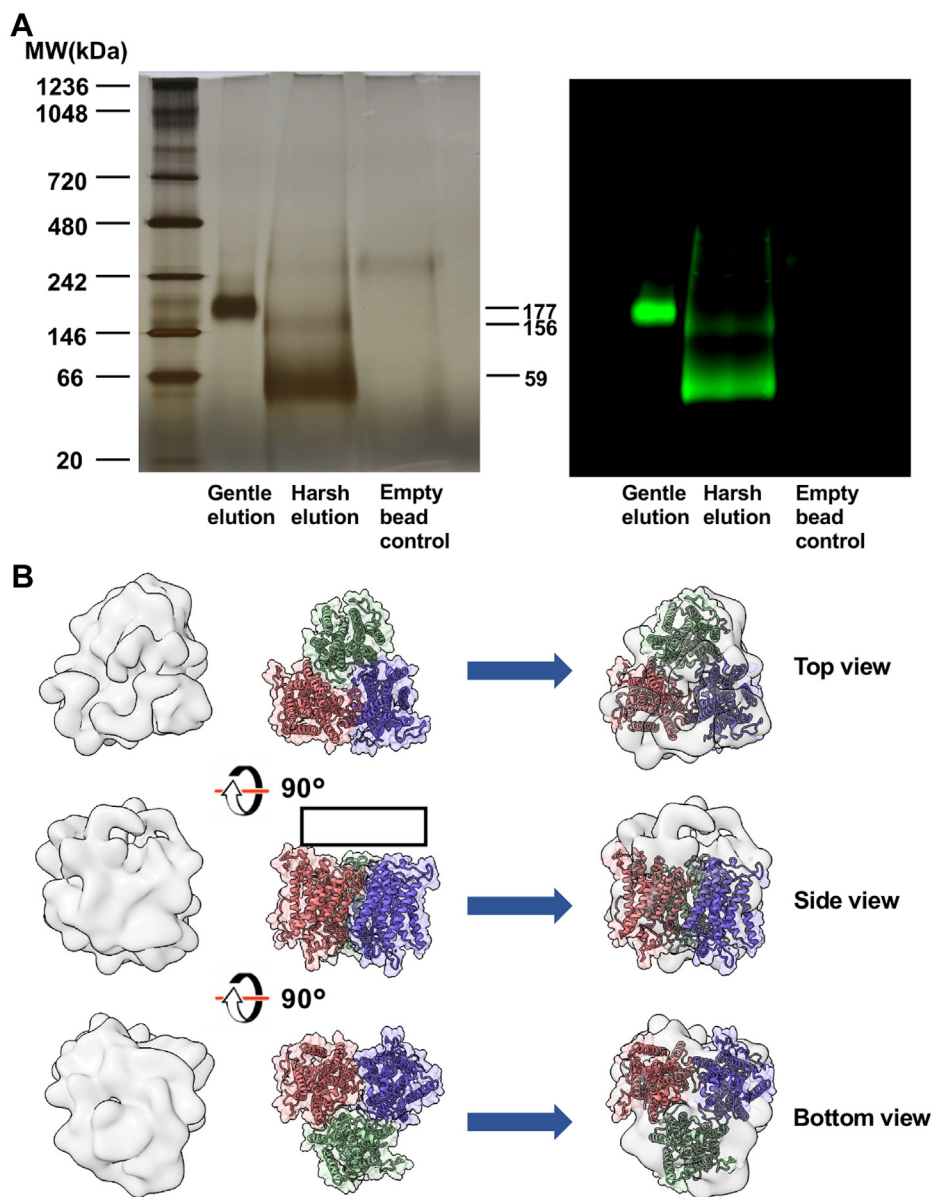 A
MW(kDa)
1236
1048
720
480
242
146
66
20
177
156
59
Gentle elution
Harsh elution
Empty bead control
Gentle elution
Harsh elution
Empty bead control
B
Top view
90°
Side view
90°
Bottom view